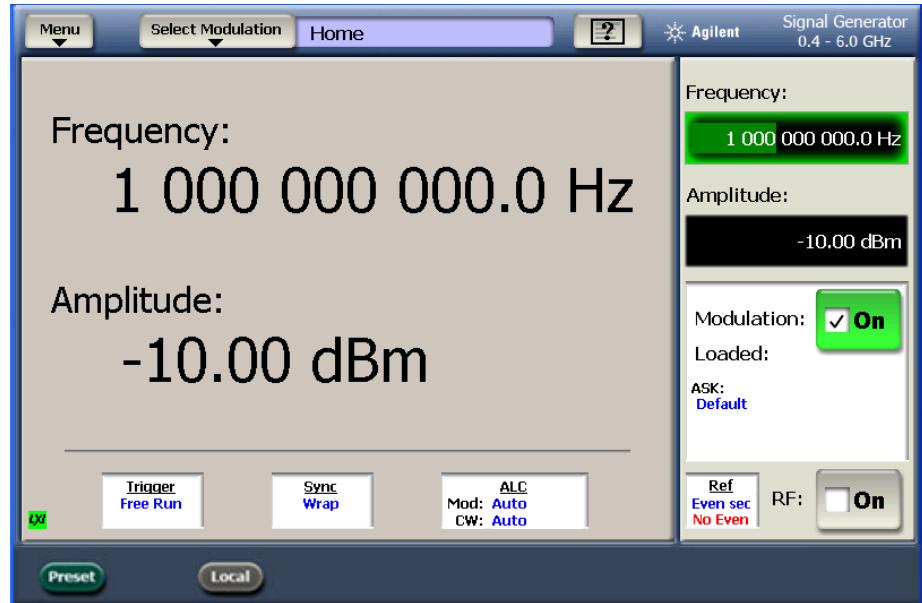 Menu
Select Modulation
Home
?
Agilent
Signal Generator
0.4 - 6.0 GHz
Frequency:
1 000 000 000.0 Hz
Amplitude:
-10.00 dBm
Trigger
Free Run
Sync
Wrap
ALC
Mod: Auto
CW: Auto
LXI
Frequency:
1 000 000 000.0 Hz
Amplitude:
-10.00 dBm
Modulation:
On
Loaded:
ASK:
Default
Ref
Even sec
No Even
RF:
On
Preset
Local